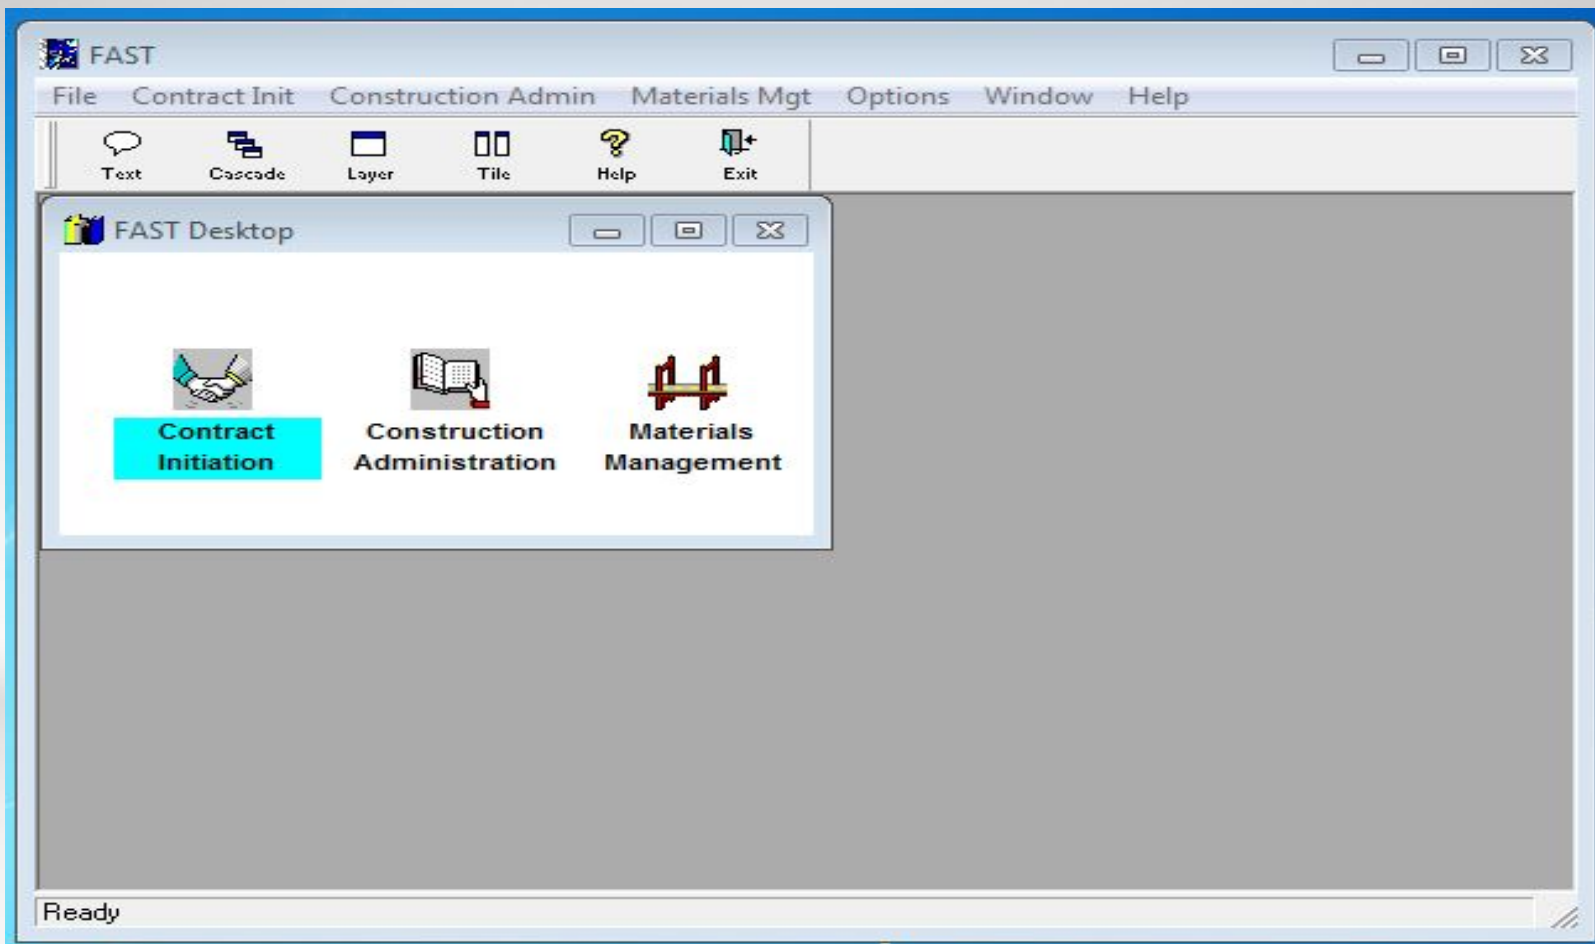 FAST
File Contract Init Construction Admin Materials Mgt Options Window Help
Text Cascade Layer Tile Help Exit
FAST Desktop
Contract Initiation
Construction Administration
Materials Management
Ready